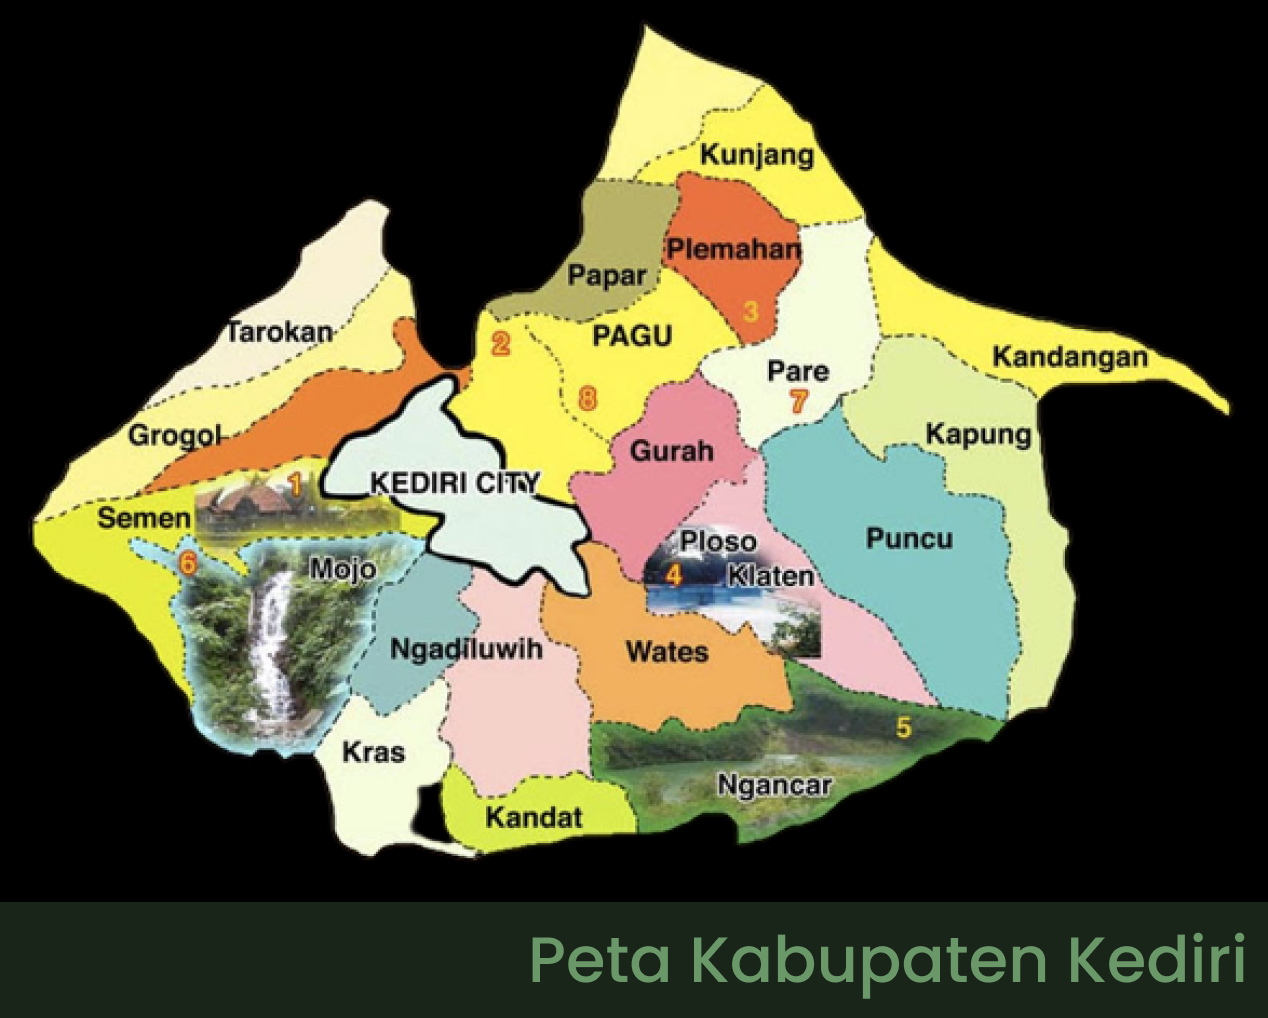 Kunjang
Plemahan
Papar
3
Tarokan
2
PAGU
Kandangan
Pare
8
7
Grogol
Kapung
Gurah
1
KEDIRI CITY
Semen
Ploso
Puncu
6
Mojo
4
Klaten
Ngadiluwih
Wates
5
Kras
Ngancar
Kandat
Peta Kabupaten Kediri